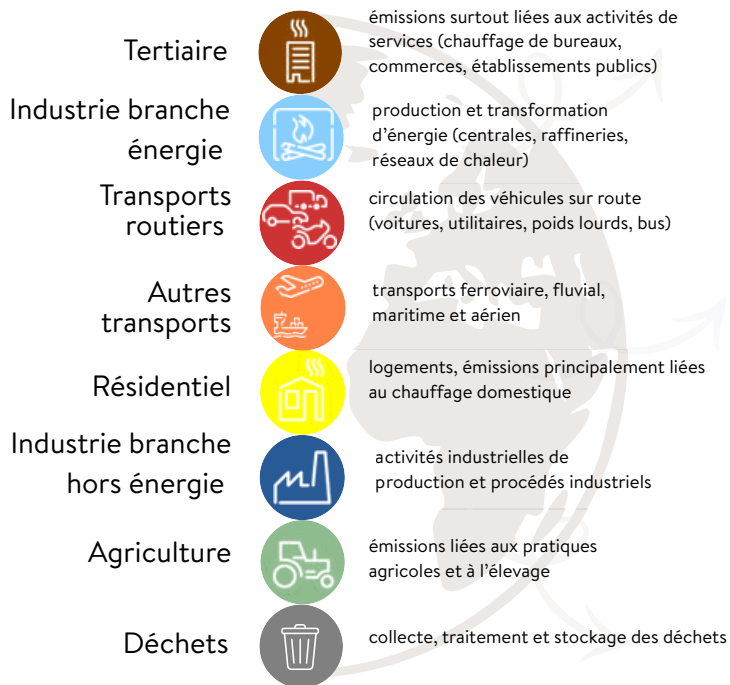 Tertiaire
émissions surtout liées aux activités de
services (chauffage de bureaux,
commerces, établissements publics)
Industrie branche
énergie
production et transformation
d'énergie (centrales, raffineries,
réseaux de chaleur)
Transports
routiers
circulation des véhicules sur route
(voitures, utilitaires, poids lourds, bus)
Autres
transports
transports ferroviaire, fluvial,
maritime et aérien
Résidentiel
logements, émissions principalement liées
au chauffage domestique
Industrie branche
hors énergie
activités industrielles de
production et procédés industriels
Agriculture
émissions liées aux pratiques
agricoles et à l'élevage
Déchets
collecte, traitement et stockage des déchets